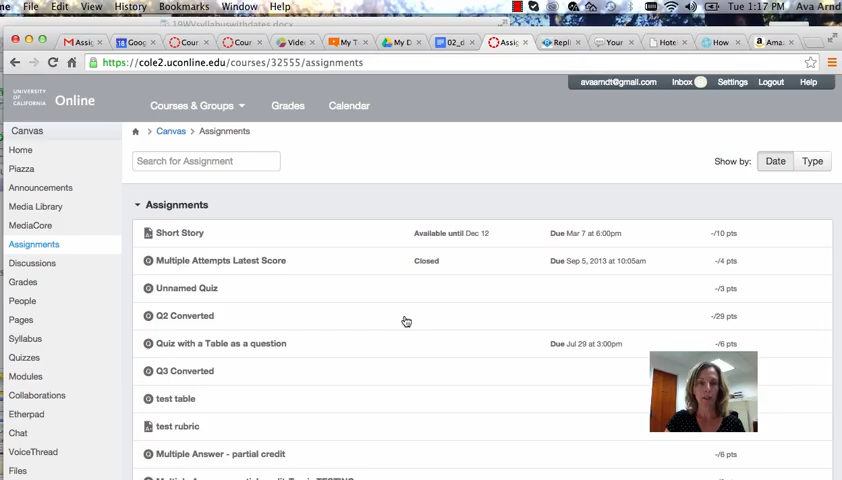 File Edit View History Bookmarks Window Help Tue 1:17 PM Ava Arnd
19WVsyllabuswithdates.docx
Assig Goog Cour Cour Video My T My D 02_d Assig Repli Your Hotel How Ama
https://cole2.uconline.edu/courses/32555/assignments
avaarndt@gmail.com Inbox Settings Logout Help
UNIVERSITY OF CALIFORNIA Online
Courses & Groups Grades Calendar
Canvas
Canvas > Assignments
Home
Piazza
Announcements
Media Library
MediaCore
Assignments
Discussions
Grades
People
Pages
Syllabus
Quizzes
Modules
Collaborations
Etherpad
Chat
VoiceThread
Files
Search for Assignment Show by: Date Type
Assignments
Short Story Available until Dec 12 Due Mar 7 at 6:00pm -/10 pts
Multiple Attempts Latest Score Closed Due Sep 5, 2013 at 10:05am -/4 pts
Unnamed Quiz -/3 pts
Q2 Converted -/29 pts
Quiz with a Table as a question Due Jul 29 at 3:00pm -/6 pts
Q3 Converted
test table
test rubric
Multiple Answer - partial credit -/6 pts